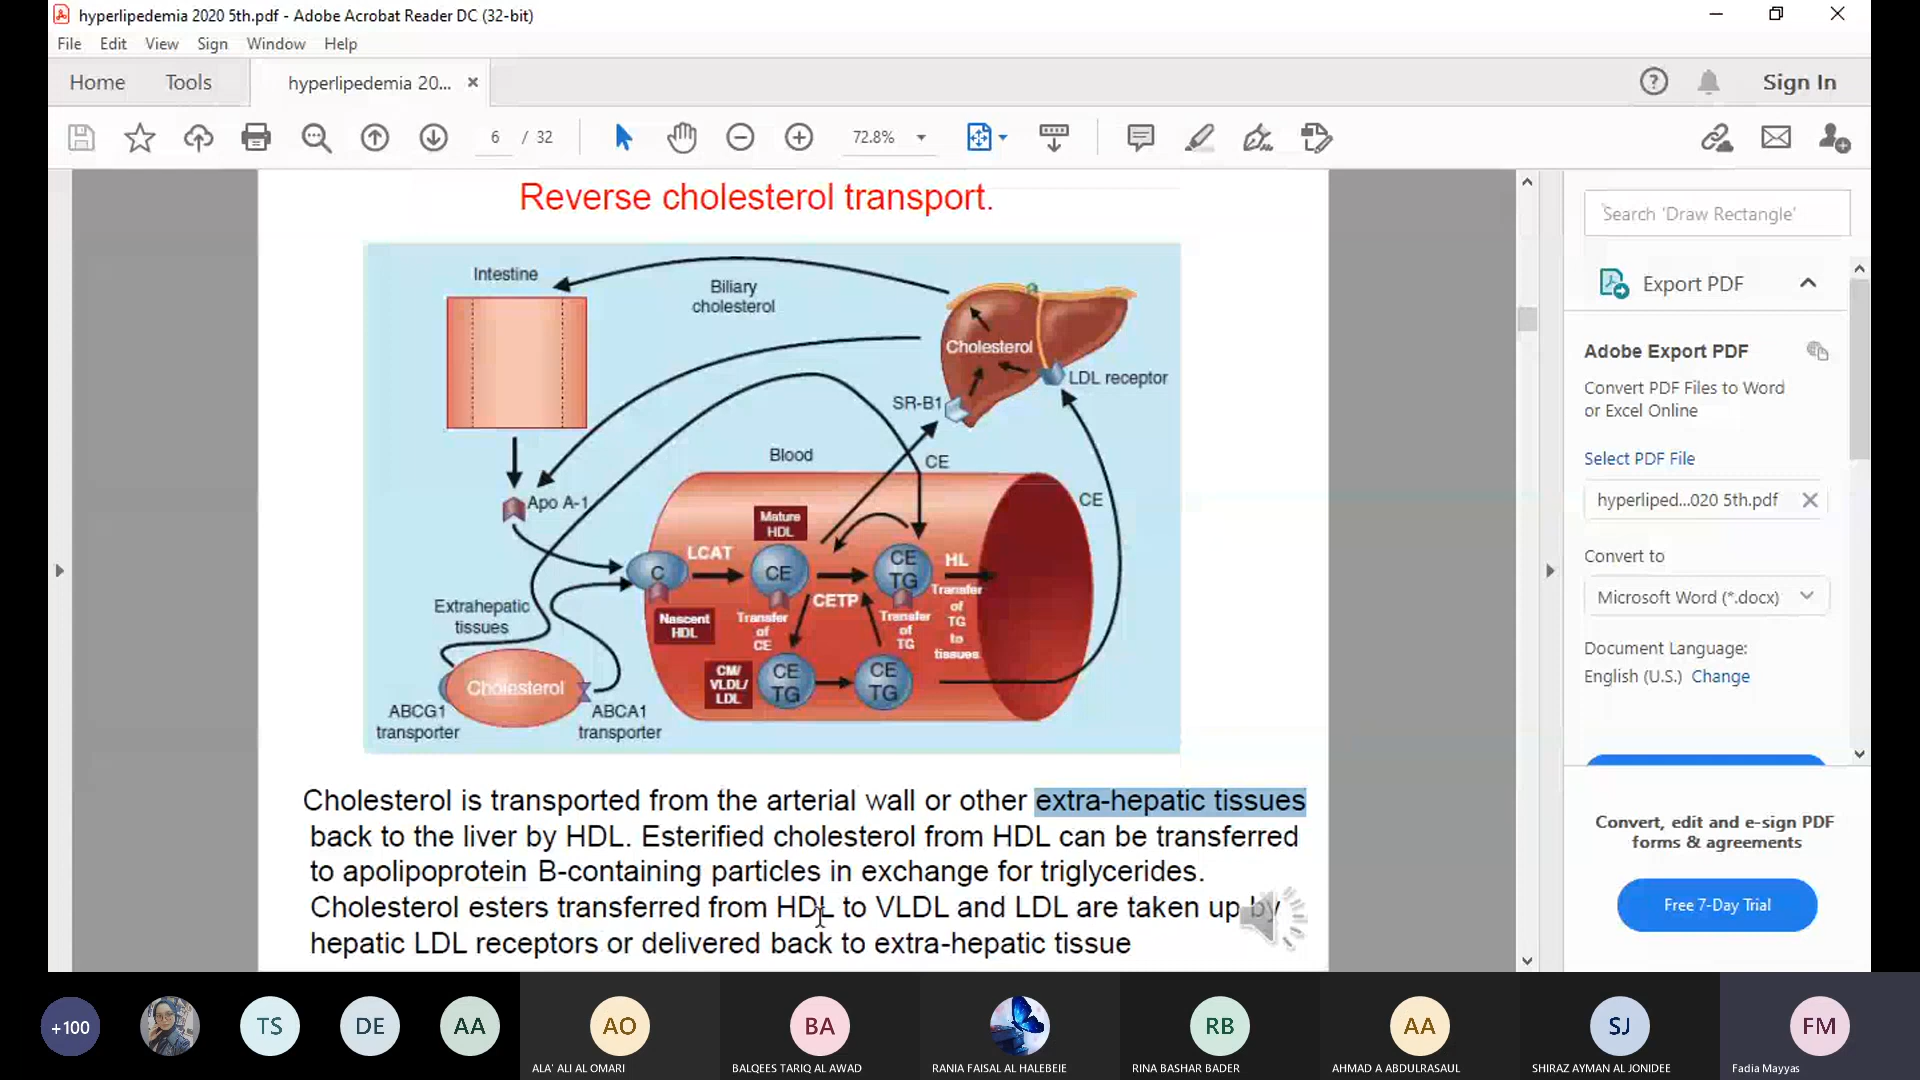 hyperlipedemia 2020 5th.pdf - Adobe Acrobat Reader DC (32-bit)
File Edit View Sign Window Help
Home Tools hyperlipedemia 20... Sign In
6 / 32 72.8%
Reverse cholesterol transport.
Intestine
Biliary
cholesterol
Cholesterol
LDL receptor
SR-B1
Blood
CE
CE
Apo A-1
Mature
HDL
LCAT
C
CE
CE
TG
HL
CETP
Nascent
HDL
Transfer
of
CE
Transfer
of
TG
Transfer
of
TG
to
tissues
Extrahepatic
tissues
Cholesterol
CM/
VLDL/
LDL
CE
TG
CE
TG
ABCG1
transporter
ABCA1
transporter
Cholesterol is transported from the arterial wall or other extra-hepatic tissues
back to the liver by HDL. Esterified cholesterol from HDL can be transferred
to apolipoprotein B-containing particles in exchange for triglycerides.
Cholesterol esters transferred from HDL to VLDL and LDL are taken up by
hepatic LDL receptors or delivered back to extra-hepatic tissue
Search 'Draw Rectangle'
Export PDF
Adobe Export PDF
Convert PDF Files to Word
or Excel Online
Select PDF File
hyperliped...020 5th.pdf
Convert to
Microsoft Word (*.docx)
Document Language:
English (U.S.) Change
Convert, edit and e-sign PDF
forms & agreements
Free 7-Day Trial
+100 TS DE AA AO BA RB AA SJ FM
ALA' ALI AL OMARI BALQEES TARIQ AL AWAD RANIA FAISAL AL HALEBEIE RINA BASHAR BADER AHMAD A ABDULRASAUL SHIRAZ AYMAN AL JONIDEE Fadia Mayyas